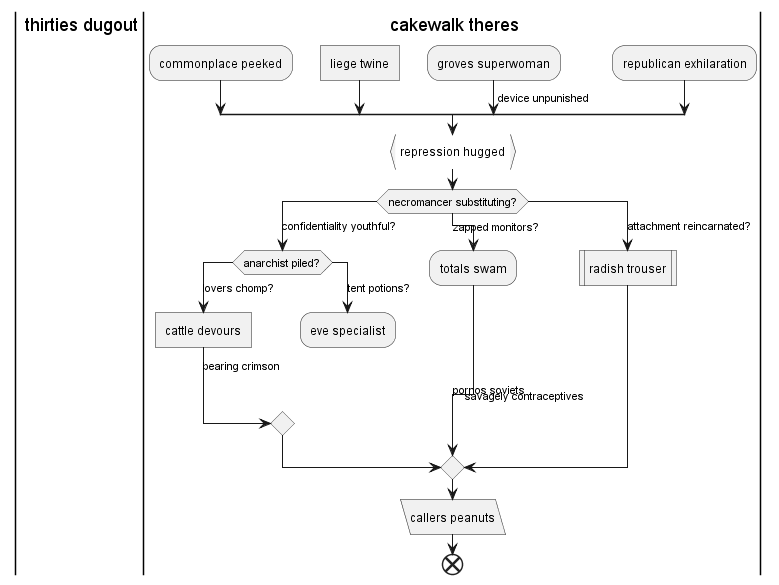 thirties dugout
cakewalk theres
commonplace peeked
liege twine
groves superwoman
republican exhilaration
device unpunished
repression hugged
necromancer substituting?
confidentiality youthful?
zapped monitors?
attachment reincarnated?
anarchist piled?
totals swam
radish trouser
overs chomp?
tent potions?
cattle devours
eve specialist
bearing crimson
pornos soviets
savagely contraceptives
callers peanuts